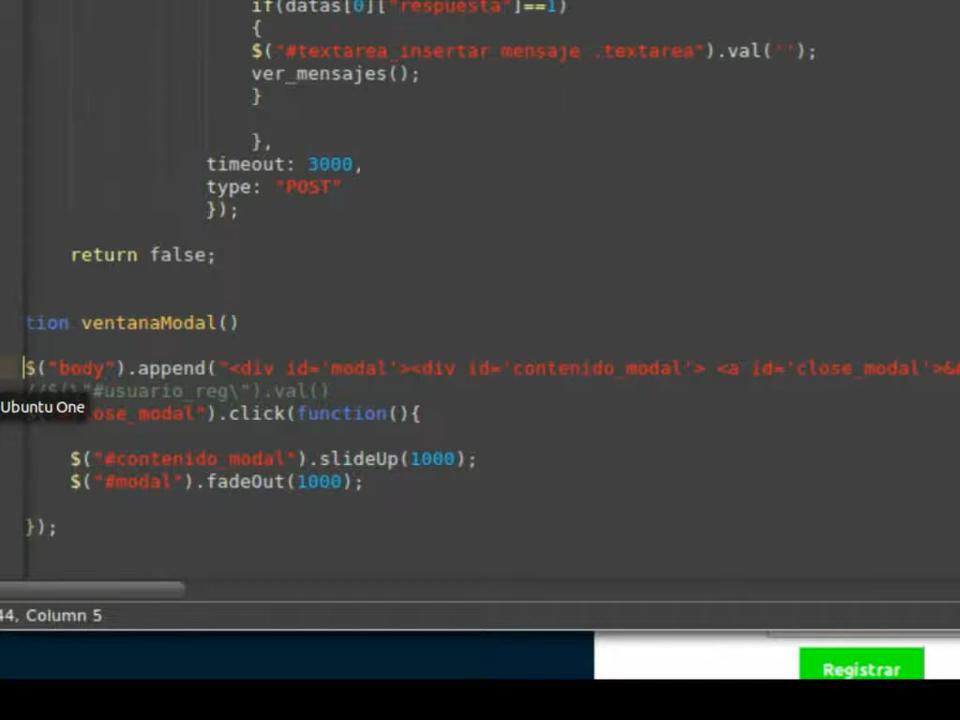 if(datas[0]["respuesta"]==1)
{
$("#textarea_insertar_mensaje .textarea").val('');
ver_mensajes();
}
},
timeout: 3000,
type: "POST"
});
return false;
tion ventanaModal()
$("body").append("<div id='modal'><div id='contenido_modal'> <a id='close_modal'>&
//$(\"#usuario_reg\").val()
Ubuntu One
ose_modal").click(function(){
$("#contenido_modal").slideUp(1000);
$("#modal").fadeOut(1000);
});
44, Column 5
Registrar